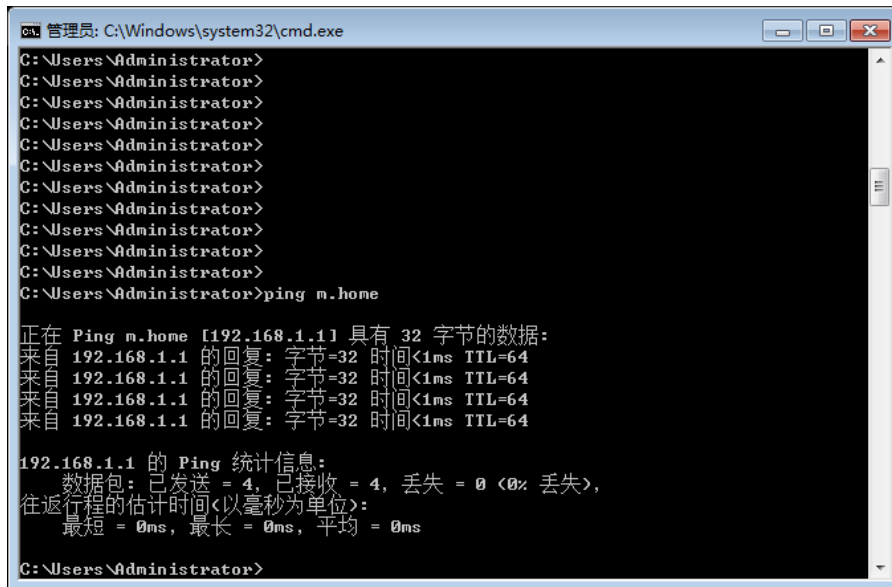 管理员: C:\Windows\system32\cmd.exe
C:\Users\Administrator>
C:\Users\Administrator>
C:\Users\Administrator>
C:\Users\Administrator>
C:\Users\Administrator>
C:\Users\Administrator>
C:\Users\Administrator>
C:\Users\Administrator>
C:\Users\Administrator>
C:\Users\Administrator>
C:\Users\Administrator>
C:\Users\Administrator>ping m.home
正在 Ping m.home [192.168.1.1] 具有 32 字节的数据:
来自 192.168.1.1 的回复: 字节=32 时间<1ms TTL=64
来自 192.168.1.1 的回复: 字节=32 时间<1ms TTL=64
来自 192.168.1.1 的回复: 字节=32 时间<1ms TTL=64
来自 192.168.1.1 的回复: 字节=32 时间<1ms TTL=64
192.168.1.1 的 Ping 统计信息:
数据包: 已发送 = 4, 已接收 = 4, 丢失 = 0 (0% 丢失),
往返行程的估计时间(以毫秒为单位):
最短 = 0ms, 最长 = 0ms, 平均 = 0ms
C:\Users\Administrator>